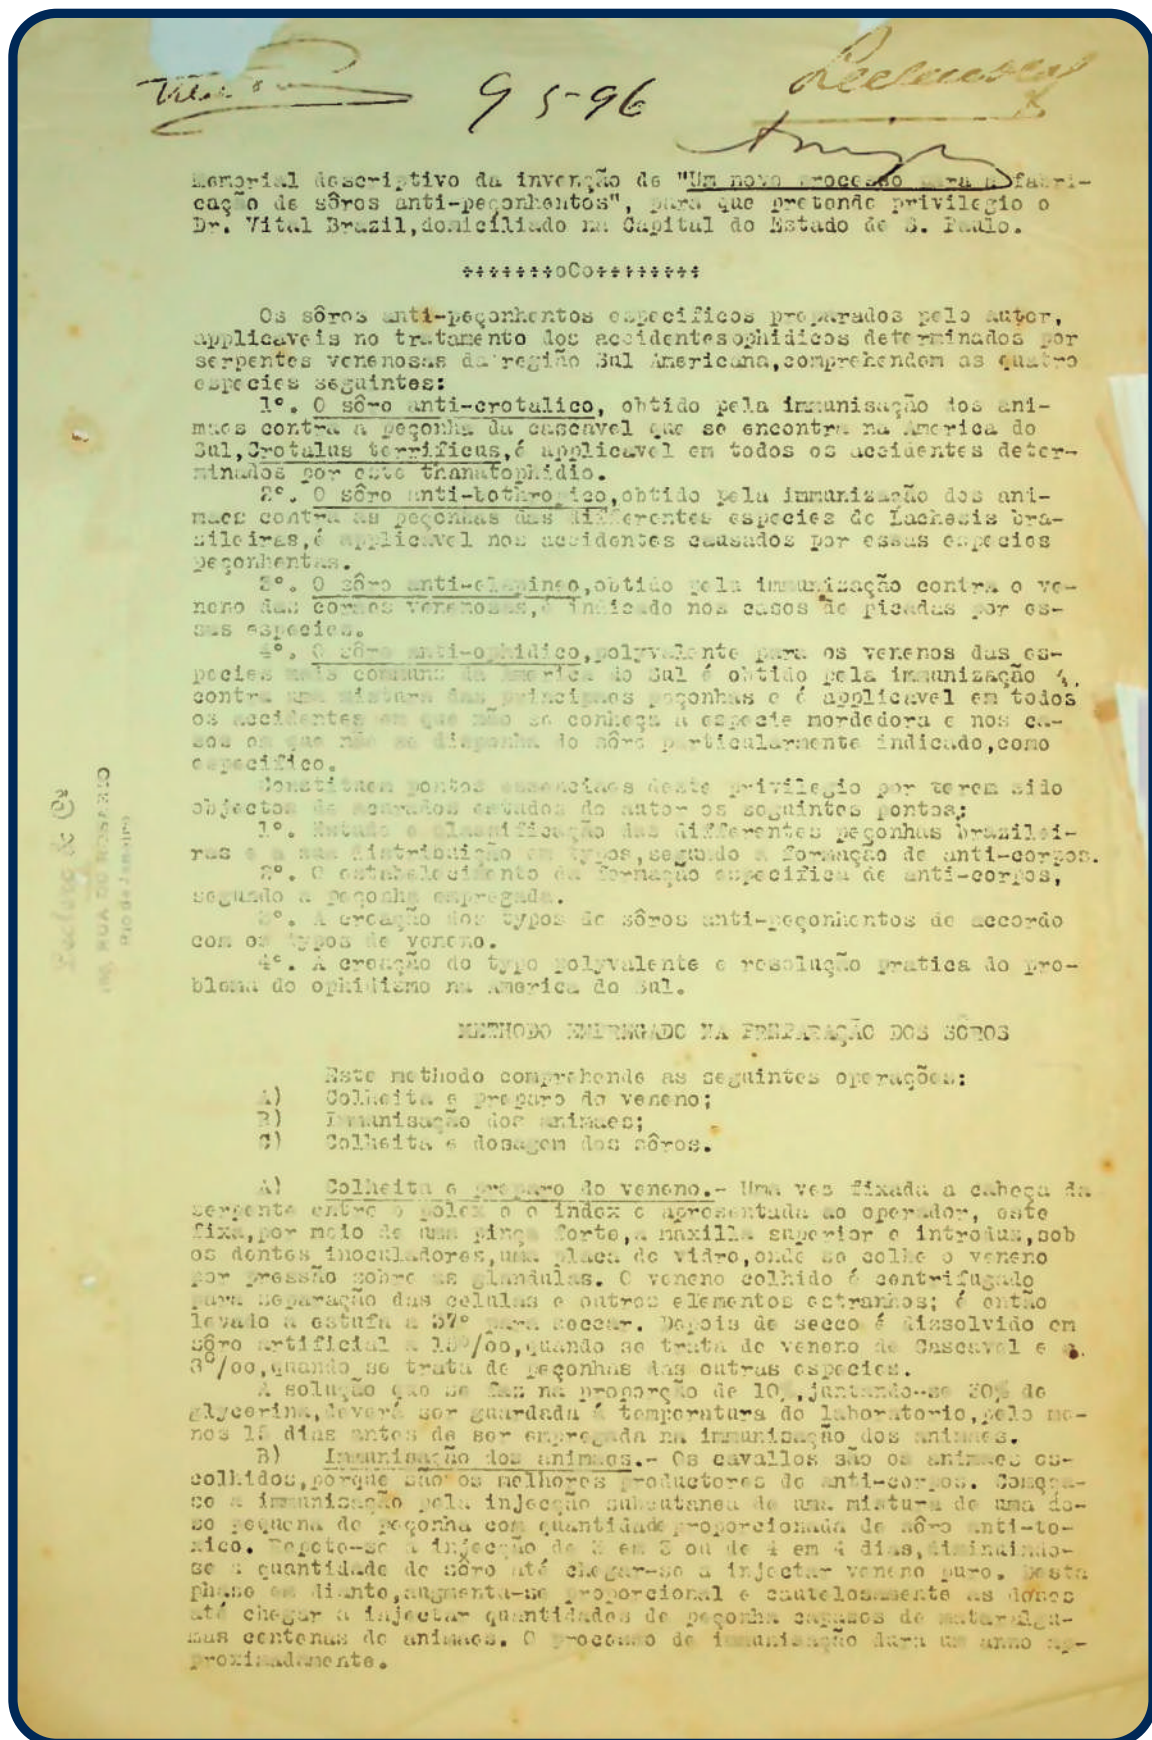 9596
Memorial descriptivo da invenção de "Um novo processo para a fabri-
cação de sôros anti-peçonhentos", para que pretende privilegio o
Dr. Vital Brazil,domiciliado na Capital do Estado de S. Paulo.
++++++++oOo++++++++
Os sôros anti-peçonhentos especificos preparados pelo autor,
applicaveis no tratamento dos accidentesophidicos determinados por
serpentes venenosas da região Sul Americana,comprehendem as quatro
especies seguintes:
1º. O sôro anti-crotalico, obtido pela immunisação dos ani-
maes contra a peçonha da cascavel que se encontra na America do
Sul,Crotalus terrificus,é applicavel em todos os accidentes deter-
minados por este thanatophidio.
2º. O sôro anti-bothropico,obtido pela immunização dos ani-
maes contra as peçonhas das differentes especies de Lachesis bra-
sileiras,é applicavel nos accidentes causados por essas especies
peçonhentas.
3º. O sôro anti-elapineo,obtido pela immunização contra o ve-
neno das coraes venenosas,é indicado nos casos de picadas por es-
sas especies.
4º. O sôro anti-ophidico,polyvalente para os venenos das es-
pecies mais communs da America do Sul é obtido pela immunização
contra uma mistura das principaes peçonhas e é applicavel em todos
os accidentes em que não se conheça a especie mordedora e nos ca-
sos em que não se disponha do sôro particularmente indicado,como
especifico.
Constituem pontos essenciaes deste privilegio por terem sido
objectos de acurados estudos do autor os seguintes pontos:
1º. Estudo e classificação das differentes peçonhas brazilei-
ras e a sua distribuição em typos,segundo a formação de anti-corpos.
2º. O estabelecimento da formação especifica de anti-corpos,
segundo a peçonha empregada.
3º. A creação dos typos de sôros anti-peçonhentos de accordo
com os typos de veneno.
4º. A creação do typo polyvalente e resolução pratica do pro-
blema do ophidismo na America do Sul.
METHODO EMPREGADO NA PREPARAÇÃO DOS SÔROS
Este methodo comprehende as seguintes operações:
A) Colheita e preparo do veneno;
B) Immunisação dos animaes;
C) Colheita e dosagem dos sôros.
A) Colheita e preparo do veneno.- Uma ves fixada a cabeça da
serpente entre o polex e o index e apresentada ao operador, este
fixa,por meio de uma pinça forte,a maxilla superior e introduz,sob
os dentes inoculadores,uma placa de vidro,onde se colhe o veneno
por pressão sobre as glandulas. O veneno colhido é centrifugado
para separação das celulas e outros elementos estranhos; é então
levado a estufa a 37º para seccar. Depois de secco é dissolvido em
sôro artificial a 15º/oo,quando se trata de veneno de Cascavel e a
8º/oo,quando se trata de peçonhas das outras especies.
A solução que se faz na proporção de 10%,juntando-se 30% de
glycerina,deverá ser guardada á temperatura do laboratorio,pelo me-
nos 15 dias antes de ser empregada na immunisação dos animaes.
B) Immunisação dos animaes.- Os cavallos são os animaes es-
colhidos,porque são os melhores productores de anti-corpos. Começa-
se a immunisação pela injecção subcutanea de uma mistura de uma do-
se pequena de peçonha com quantidade proporcionada de sôro anti-to-
xico. Repete-se a injecção de 3 em 3 ou de 4 em 4 dias,diminuindo-
se a quantidade de sôro até chegar-se a injectar veneno puro. Desta
phase em diante,augmenta-se proporcional e cautelosamente as doses
até chegar a injectar quantidades de peçonha capazes de matar algu-
mas centenas de animaes. O processo de immunisação dura um anno ap-
proximadamente.
RUA DO ROSARIO
Rio de Janeiro